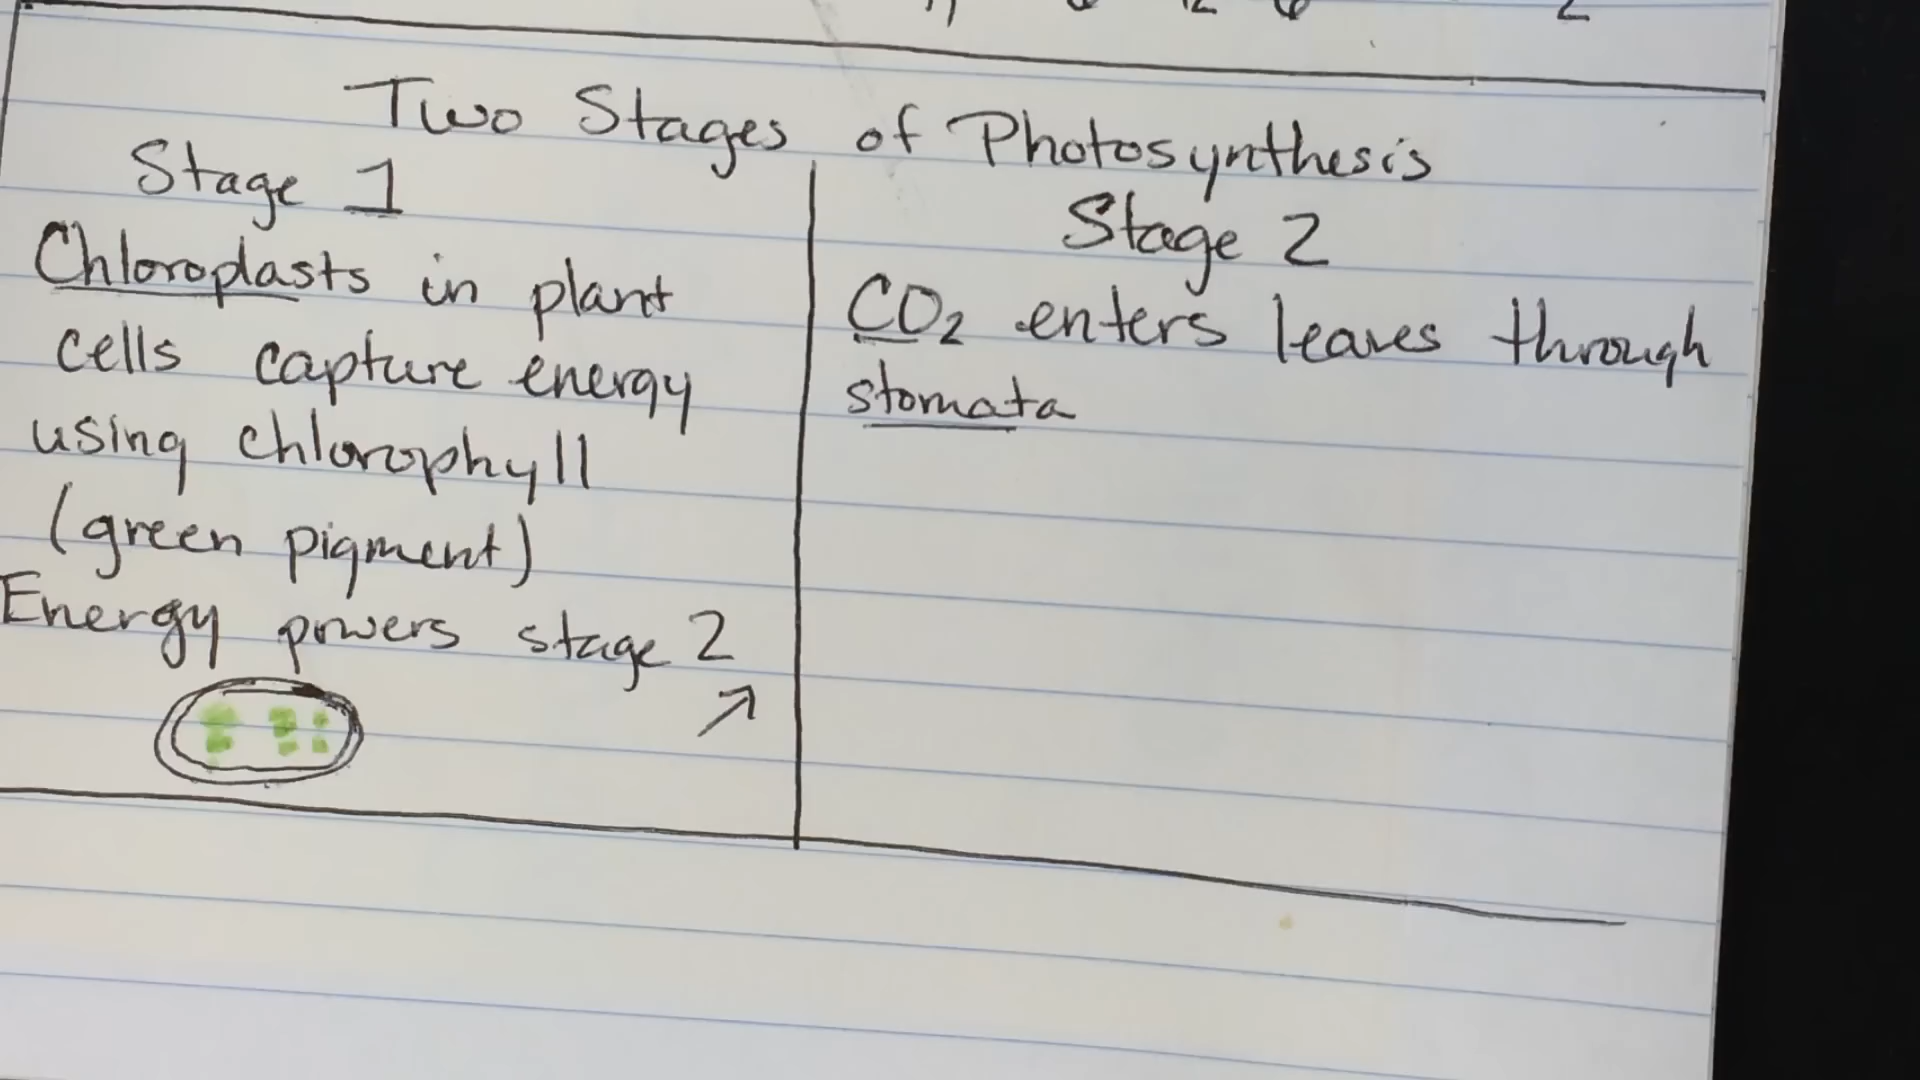 Two Stages of Photosynthesis
Stage 1
Chloroplasts in plant
cells capture energy
using chlorophyll
(green pigment)
Energy powers stage 2
Stage 2
CO₂ enters leaves through
stomata